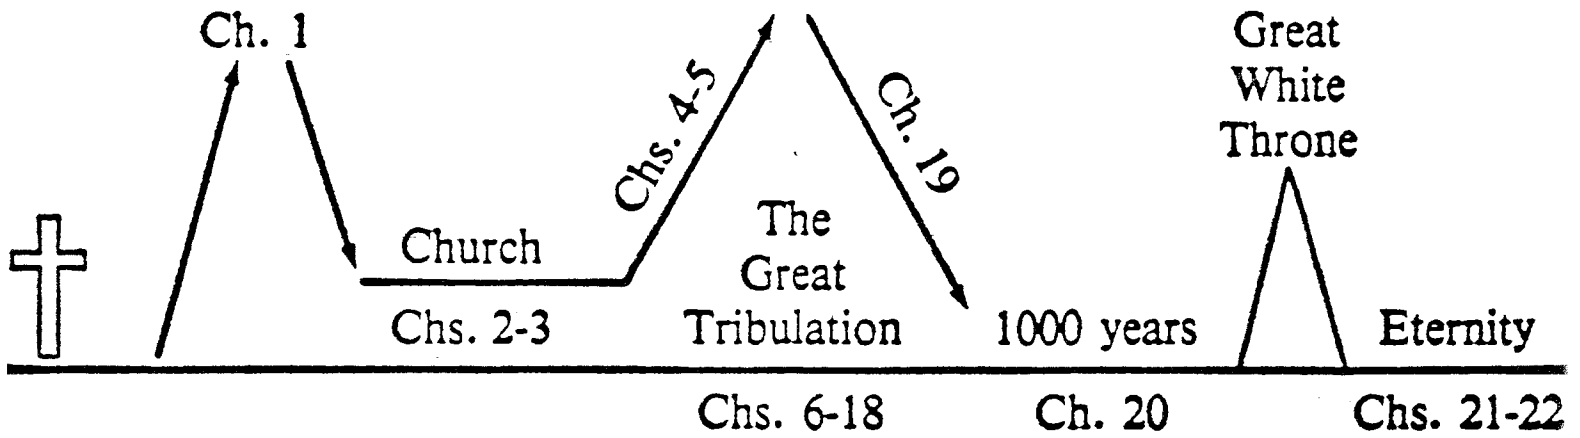 Ch. 1
Church
Chs. 2-3
Chs. 4-5
The
Great
Tribulation
Chs. 6-18
Ch. 19
1000 years
Ch. 20
Great
White
Throne
Eternity
Chs. 21-22